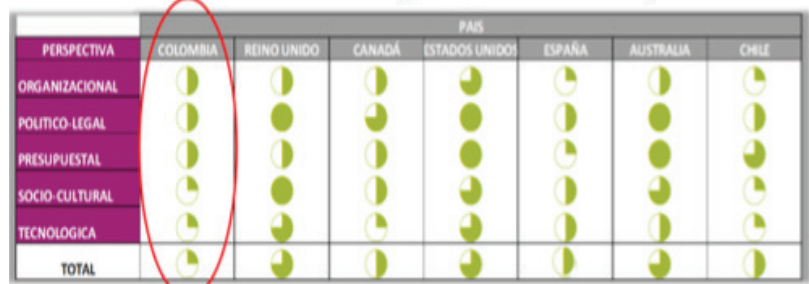 PAIS
PERSPECTIVA COLOMBIA REINO UNIDO CANADÁ ESTADOS UNIDOS ESPAÑA AUSTRALIA CHILE
ORGANIZACIONAL
POLITICO-LEGAL
PRESUPUESTAL
SOCIO-CULTURAL
TECNOLOGICA
TOTAL